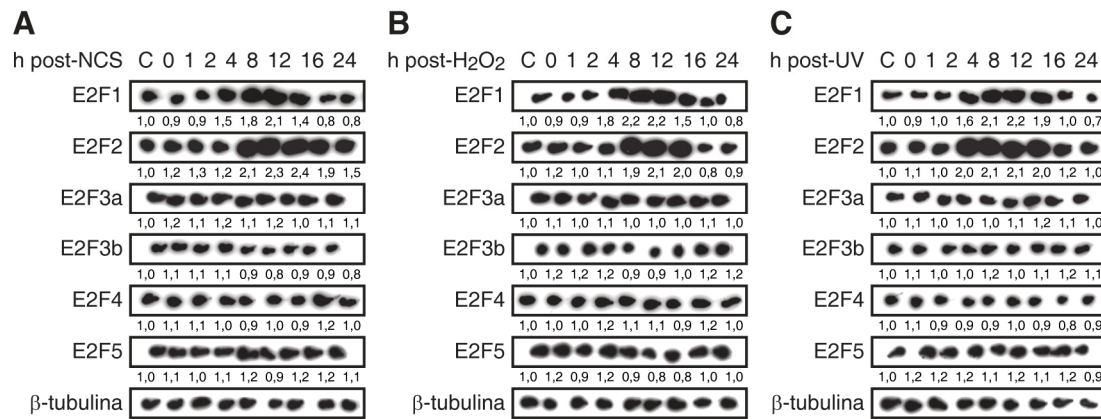 A
h post-NCS C 0 1 2 4 8 12 16 24
E2F1
1,0 0,9 0,9 1,5 1,8 2,1 1,4 0,8 0,8
E2F2
1,0 1,2 1,3 1,2 2,1 2,3 2,4 1,9 1,5
E2F3a
1,0 1,2 1,1 1,1 1,0 1,1 1,0 1,1 1,1
E2F3b
1,0 1,1 1,1 1,1 0,9 0,8 0,9 0,9 0,8
E2F4
1,0 1,1 1,1 1,0 0,9 1,0 0,9 1,2 1,0
E2F5
1,0 1,1 1,0 1,1 1,2 0,9 1,2 1,2 1,1
β-tubulina
B
h post-H₂O₂ C 0 1 2 4 8 12 16 24
E2F1
1,0 0,9 0,9 1,8 2,2 2,2 1,5 1,0 0,8
E2F2
1,0 1,2 1,0 1,1 1,9 2,1 2,0 0,8 0,9
E2F3a
1,0 1,1 1,0 1,1 1,1 1,0 1,1 1,1 1,0
E2F3b
1,0 1,2 1,2 1,2 0,9 0,9 1,0 1,2 1,2
E2F4
1,0 1,0 1,0 1,2 1,1 1,1 0,9 1,2 1,0
E2F5
1,0 1,2 0,9 1,2 0,9 0,8 0,8 1,0 1,0
β-tubulina
C
h post-UV C 0 1 2 4 8 12 16 24
E2F1
1,0 0,9 1,0 1,6 2,1 2,2 1,9 1,0 0,7
E2F2
1,0 1,0 1,0 2,0 2,1 2,1 2,0 1,2 1,0
E2F3a
1,0 1,1 1,2 1,1 1,1 1,0 1,2 1,1 1,0
E2F3b
1,0 1,1 0,9 1,0 1,2 1,0 1,1 1,2 1,1
E2F4
1,0 1,1 0,9 0,9 0,9 1,0 0,9 0,8 0,9
E2F5
1,0 1,2 1,2 1,2 1,1 1,2 1,2 1,2 0,9
β-tubulina